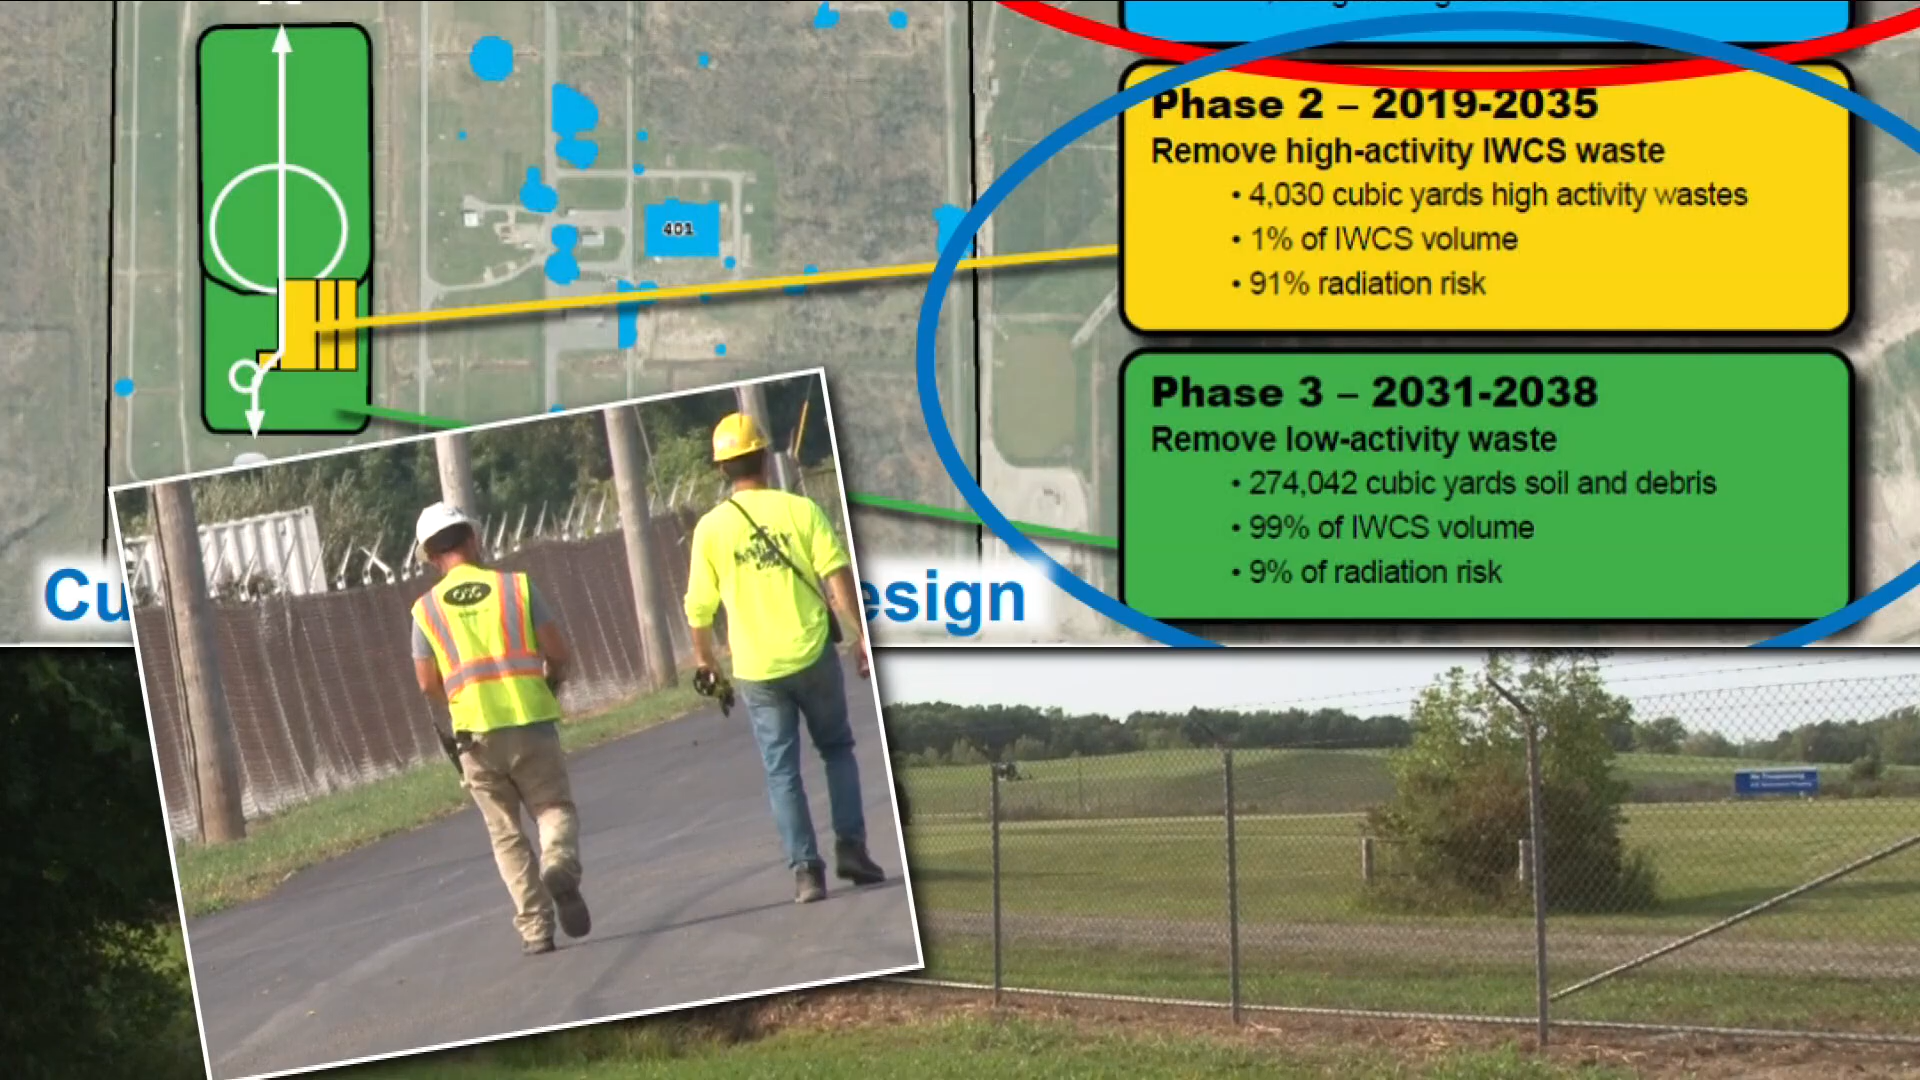 Phase 2 – 2019-2035
Remove high-activity IWCS waste
• 4,030 cubic yards high activity wastes
• 1% of IWCS volume
• 91% radiation risk
401
Phase 3 – 2031-2038
Remove low-activity waste
• 274,042 cubic yards soil and debris
• 99% of IWCS volume
• 9% of radiation risk
Cu
esign
No Trespassing